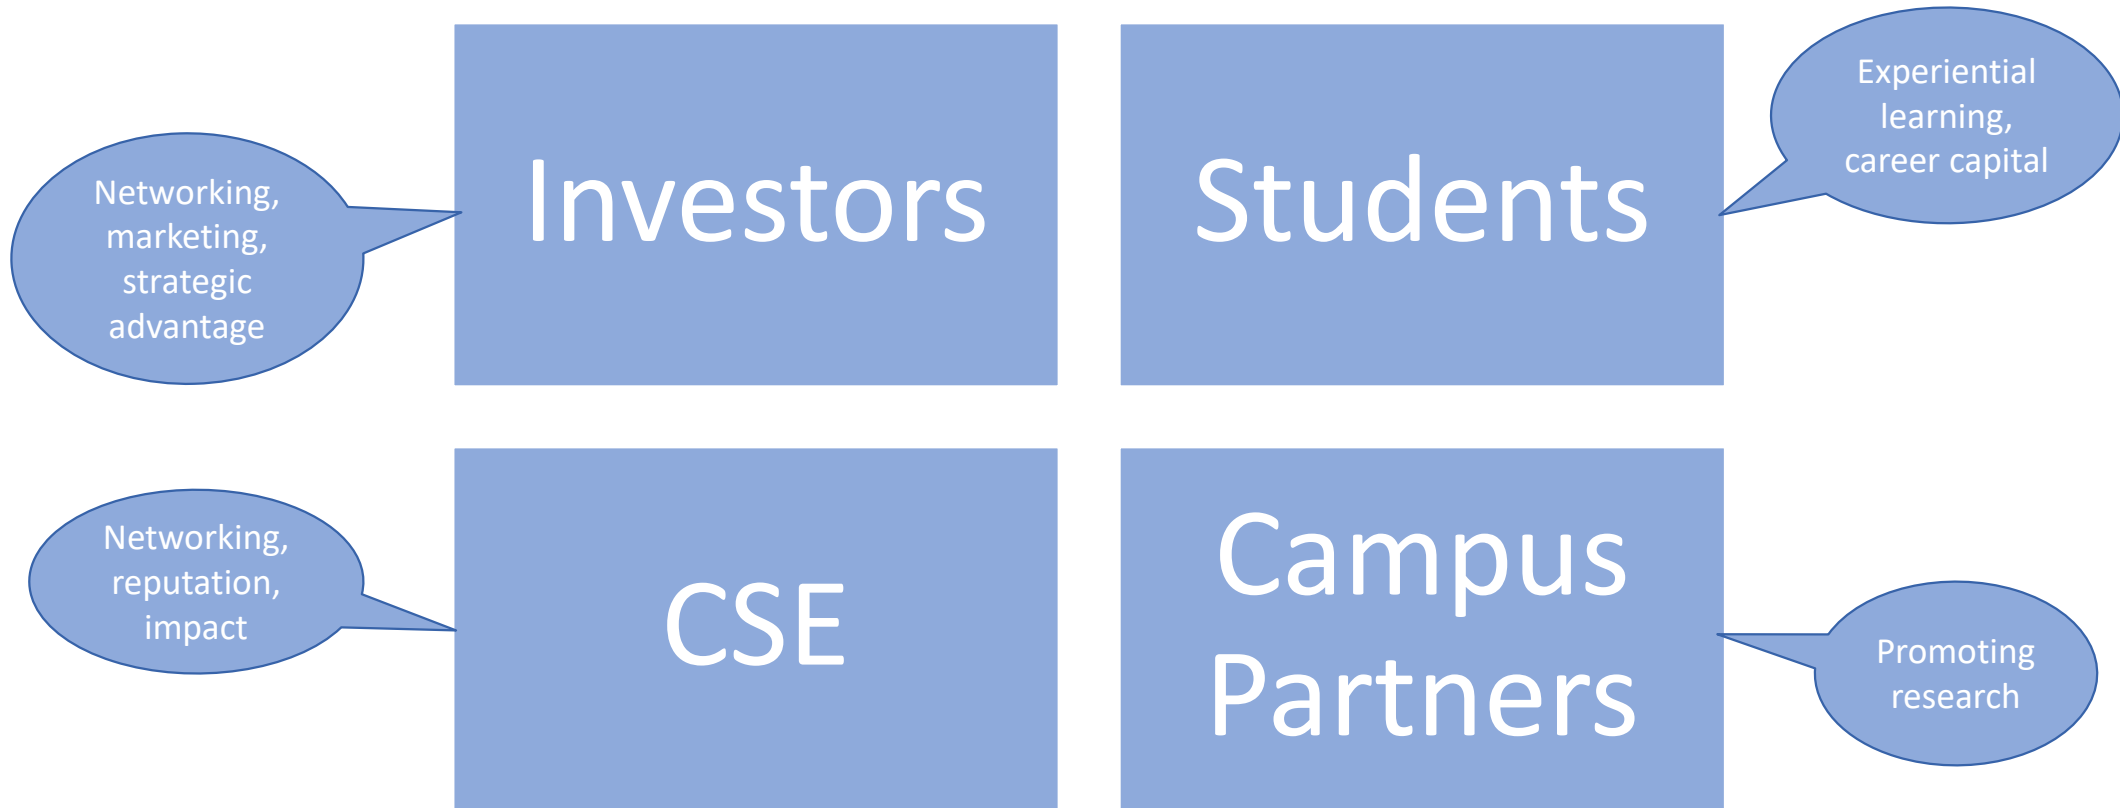 Networking,
marketing,
strategic
advantage
Investors
Students
Experiential
learning,
career capital
Networking,
reputation,
impact
CSE
Campus
Partners
Promoting
research